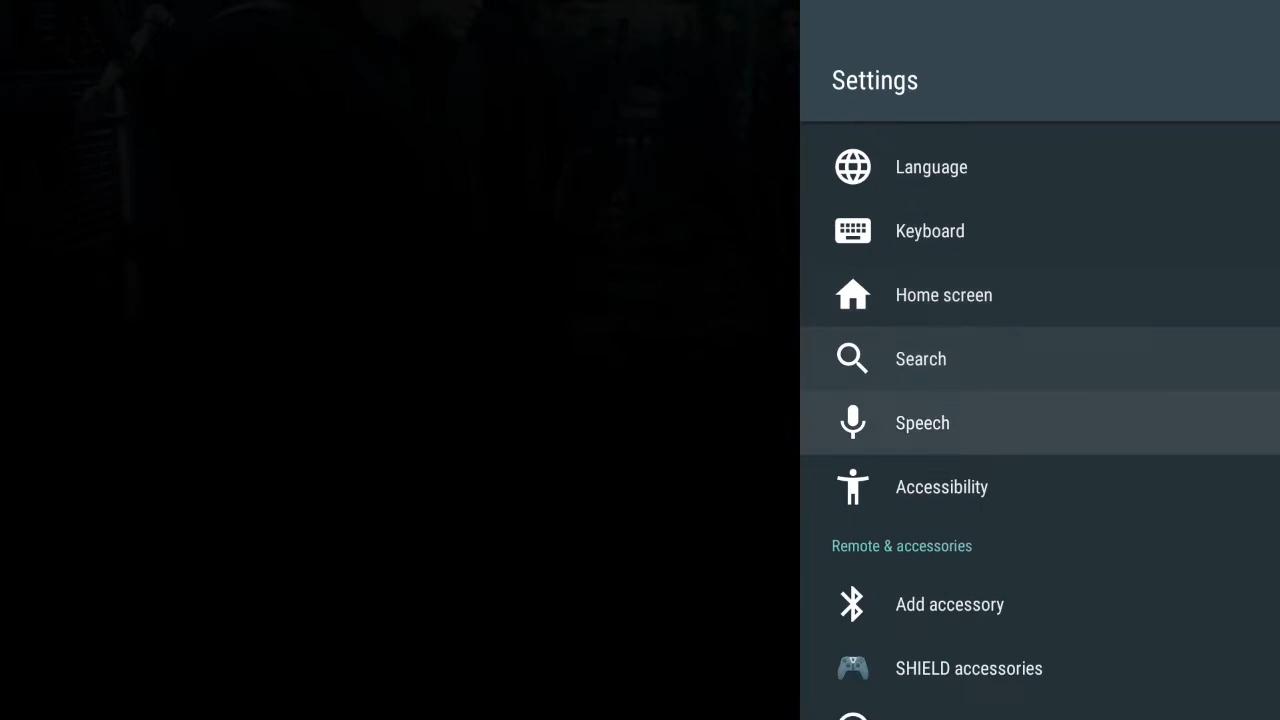 Settings
Language
Keyboard
Home screen
Search
Speech
Accessibility
Remote & accessories
Add accessory
SHIELD accessories